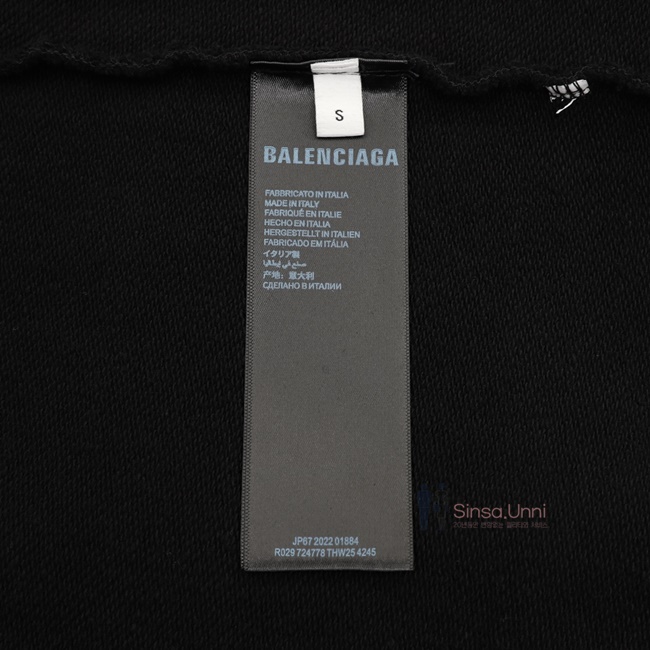 S
BALENCIAGA
FABBRICATO IN ITALIA
MADE IN ITALY
FABRIQUÉ EN ITALIE
HECHO EN ITALIA
HERGESTELLT IN ITALIEN
FABRICADO EM ITÁLIA
イタリア製
صنع في إيطاليا
产地：意大利
СДЕЛАНО В ИТАЛИИ
JP67 2022 01884
R029 724778 THW25 4245
Sinsa.Unni